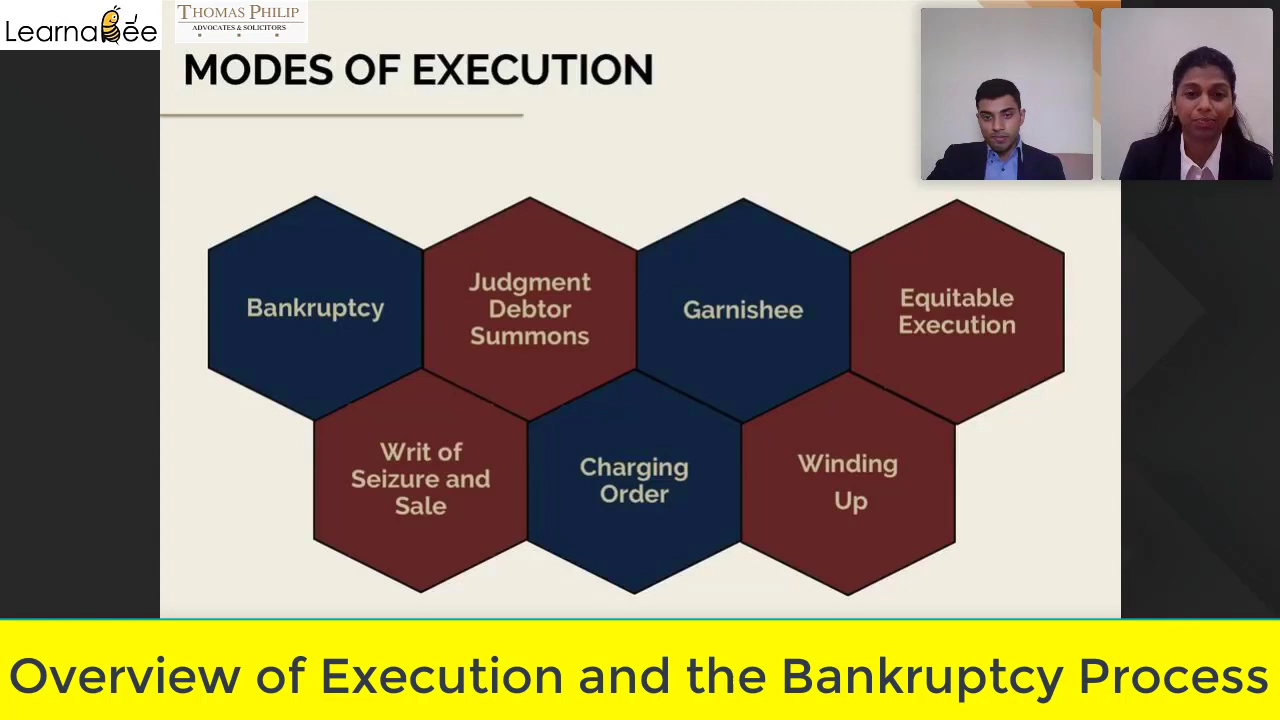 LearnaBee
THOMAS PHILIP
ADVOCATES & SOLICITORS
MODES OF EXECUTION
Bankruptcy
Judgment
Debtor
Summons
Garnishee
Equitable
Execution
Writ of
Seizure and
Sale
Charging
Order
Winding
Up
Overview of Execution and the Bankruptcy Process